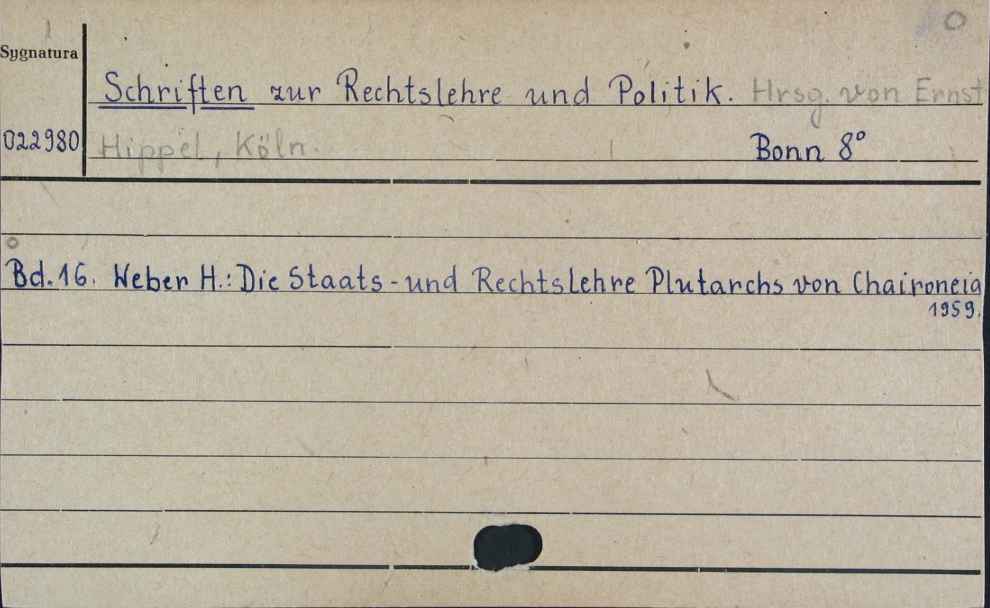 Sygnatura
Schriften zur Rechtslehre und Politik. Hrsg. von Ernst
022980 Hippel, Köln. Bonn 8°
Bd. 16. Weber H.: Die Staats- und Rechtslehre Plutarchs von Chaironeia
1959.